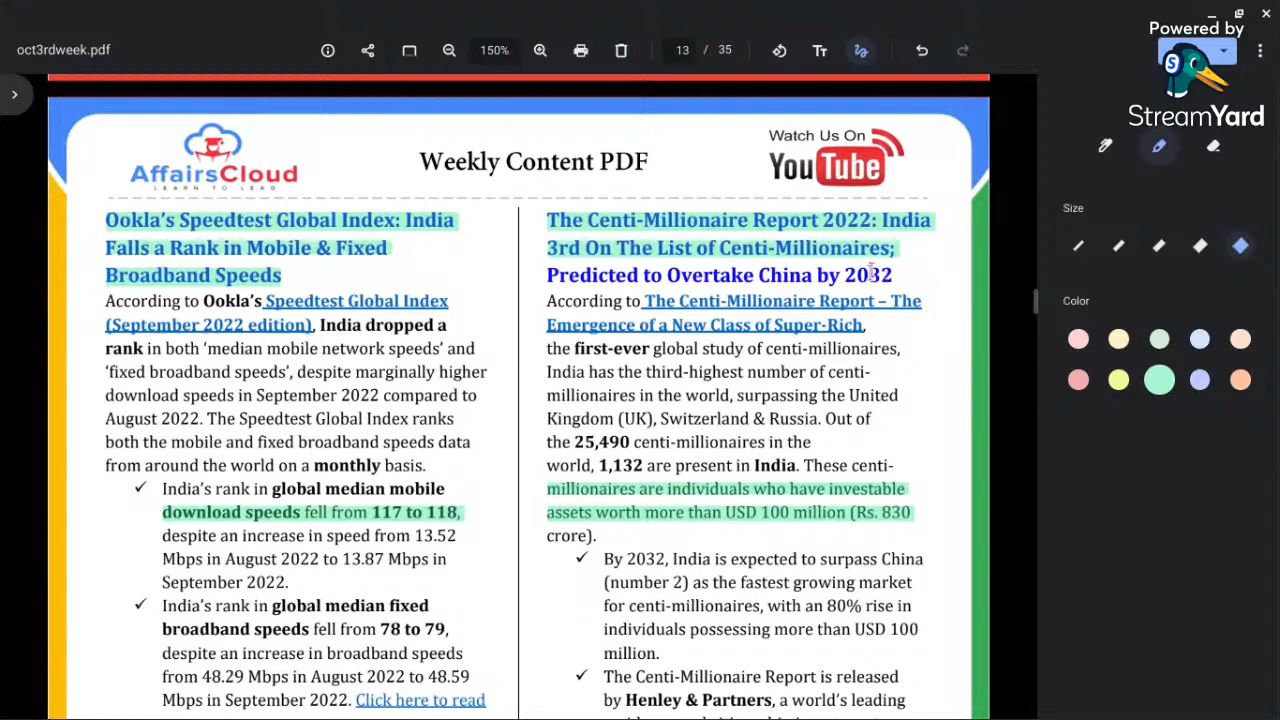 oct3rdweek.pdf
150%
13 / 35
Powered by
StreamYard
AffairsCloud
LEARN TO LEAD
Weekly Content PDF
Watch Us On
YouTube
Ookla's Speedtest Global Index: India
Falls a Rank in Mobile & Fixed
Broadband Speeds
According to Ookla's Speedtest Global Index
(September 2022 edition), India dropped a
rank in both 'median mobile network speeds' and
'fixed broadband speeds', despite marginally higher
download speeds in September 2022 compared to
August 2022. The Speedtest Global Index ranks
both the mobile and fixed broadband speeds data
from around the world on a monthly basis.
✓ India's rank in global median mobile
download speeds fell from 117 to 118,
despite an increase in speed from 13.52
Mbps in August 2022 to 13.87 Mbps in
September 2022.
✓ India's rank in global median fixed
broadband speeds fell from 78 to 79,
despite an increase in broadband speeds
from 48.29 Mbps in August 2022 to 48.59
Mbps in September 2022. Click here to read
The Centi-Millionaire Report 2022: India
3rd On The List of Centi-Millionaires;
Predicted to Overtake China by 2032
According to The Centi-Millionaire Report – The
Emergence of a New Class of Super-Rich,
the first-ever global study of centi-millionaires,
India has the third-highest number of centi-
millionaires in the world, surpassing the United
Kingdom (UK), Switzerland & Russia. Out of
the 25,490 centi-millionaires in the
world, 1,132 are present in India. These centi-
millionaires are individuals who have investable
assets worth more than USD 100 million (Rs. 830
crore).
✓ By 2032, India is expected to surpass China
(number 2) as the fastest growing market
for centi-millionaires, with an 80% rise in
individuals possessing more than USD 100
million.
✓ The Centi-Millionaire Report is released
by Henley & Partners, a world's leading
Size
Color